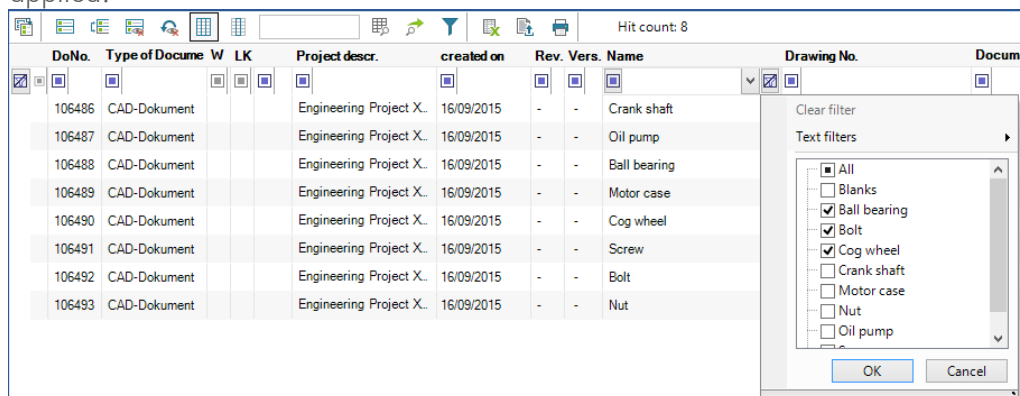 applied.
Hit count: 8
DoNo. Type of Docume W LK Project descr. created on Rev. Vers. Name Drawing No. Docum
106486 CAD-Dokument Engineering Project X... 16/09/2015 - - Crank shaft
106487 CAD-Dokument Engineering Project X... 16/09/2015 - - Oil pump
106488 CAD-Dokument Engineering Project X... 16/09/2015 - - Ball bearing
106489 CAD-Dokument Engineering Project X... 16/09/2015 - - Motor case
106490 CAD-Dokument Engineering Project X... 16/09/2015 - - Cog wheel
106491 CAD-Dokument Engineering Project X... 16/09/2015 - - Screw
106492 CAD-Dokument Engineering Project X... 16/09/2015 - - Bolt
106493 CAD-Dokument Engineering Project X... 16/09/2015 - - Nut
Clear filter
Text filters
All
Blanks
Ball bearing
Bolt
Cog wheel
Crank shaft
Motor case
Nut
Oil pump
OK Cancel